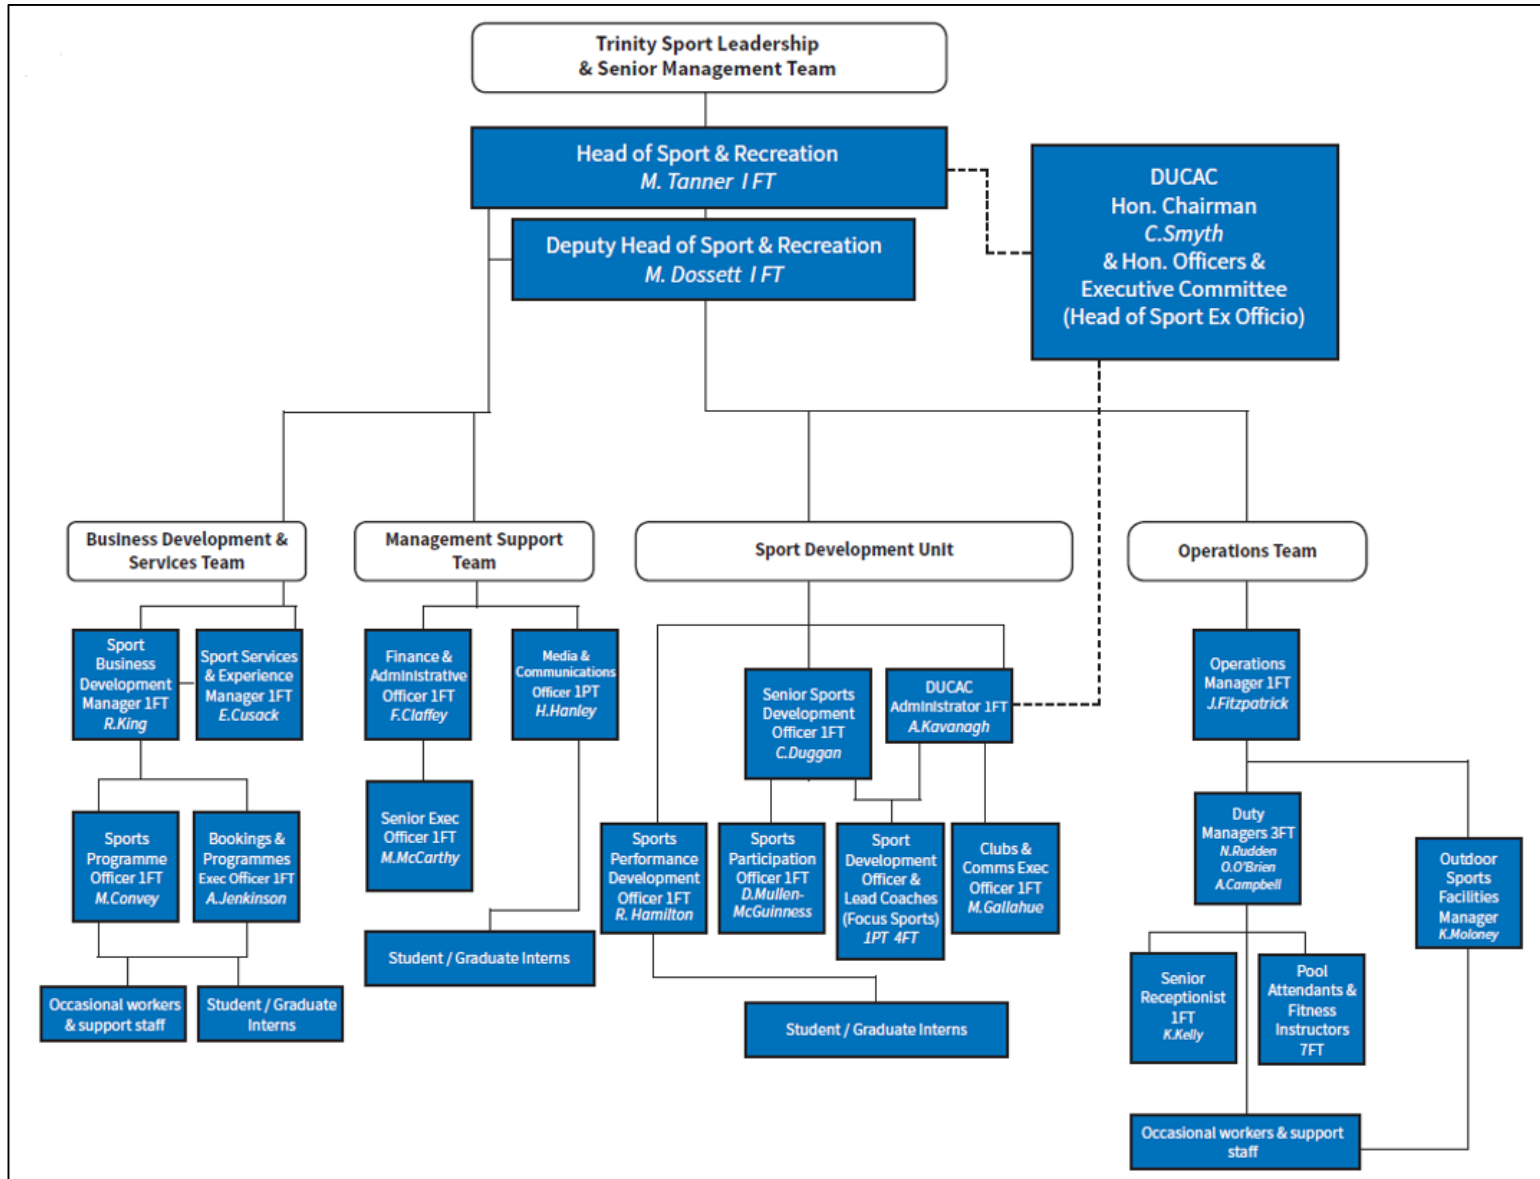 Trinity Sport Leadership
& Senior Management Team
Head of Sport & Recreation
M. Tanner I FT
DUCAC
Hon. Chairman
C.Smyth
& Hon. Officers &
Executive Committee
(Head of Sport Ex Officio)
Deputy Head of Sport & Recreation
M. Dossett I FT
Business Development &
Services Team
Management Support
Team
Sport Development Unit
Operations Team
Sport
Business
Development
Manager 1FT
R.King
Sport Services
& Experience
Manager 1FT
E.Cusack
Finance &
Administrative
Officer 1FT
F.Claffey
Media &
Communications
Officer 1PT
H.Hanley
Senior Sports
Development
Officer 1FT
C.Duggan
DUCAC
Administrator 1FT
A.Kavanagh
Operations
Manager 1FT
J.Fitzpatrick
Sports
Programme
Officer 1FT
M.Convey
Bookings &
Programmes
Exec Officer 1FT
A.Jenkinson
Senior Exec
Officer 1FT
M.McCarthy
Sports
Performance
Development
Officer 1FT
R. Hamilton
Sports
Participation
Officer 1FT
D.Mullen-
McGuinness
Sport
Development
Officer &
Lead Coaches
(Focus Sports)
1PT 4FT
Clubs &
Comms Exec
Officer 1FT
M.Gallahue
Duty
Managers 3FT
N.Rudden
O.O'Brien
A.Campbell
Outdoor
Sports
Facilities
Manager
K.Moloney
Occasional workers
& support staff
Student / Graduate
Interns
Student / Graduate Interns
Student / Graduate Interns
Senior
Receptionist
1FT
K.Kelly
Pool
Attendants &
Fitness
Instructors
7FT
Occasional workers & support
staff